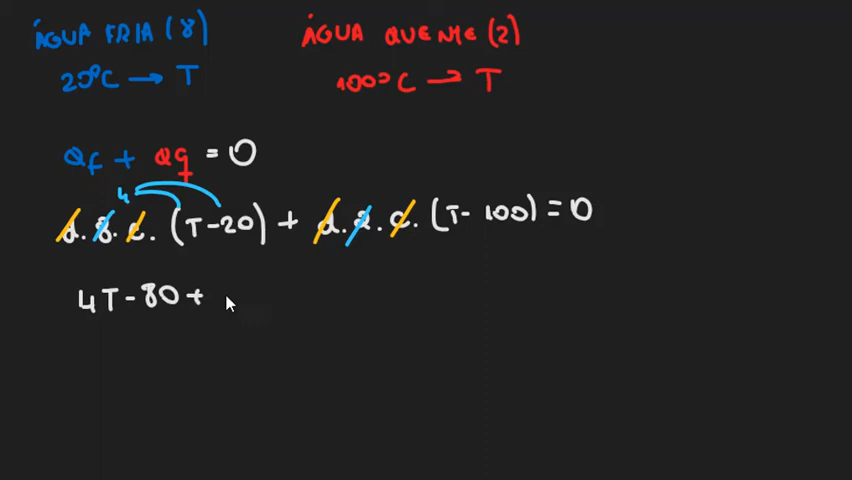 ÁGUA FRIA (8) ÁGUA QUENTE (2)
20°C → T 100°C → T
Qf + Qq = 0
4
d.8.c.(T-20) + d.2.c.(T-100) = 0
4T-80+